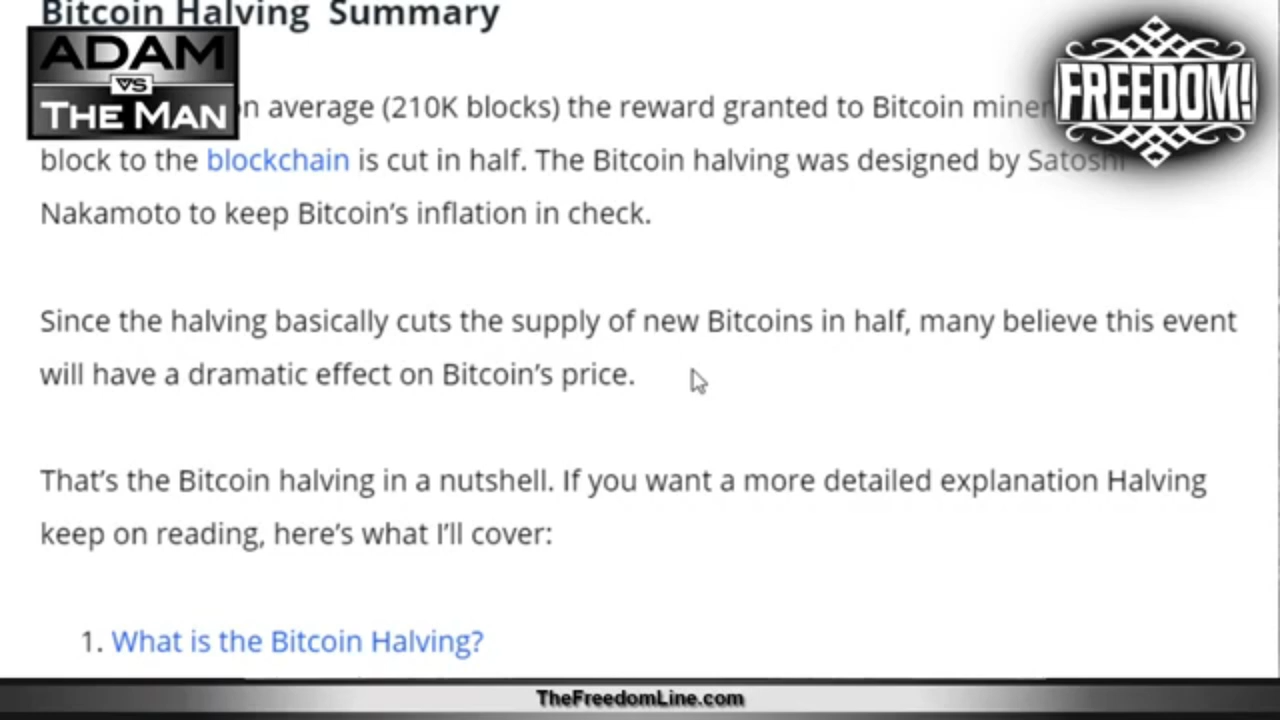 Bitcoin Halving Summary
ADAM
VS
THE MAN
FREEDOM!
on average (210K blocks) the reward granted to Bitcoin
block to the blockchain is cut in half. The Bitcoin halving was designed by Satoshi
Nakamoto to keep Bitcoin's inflation in check.
Since the halving basically cuts the supply of new Bitcoins in half, many believe this event
will have a dramatic effect on Bitcoin's price.
That's the Bitcoin halving in a nutshell. If you want a more detailed explanation Halving
keep on reading, here's what I'll cover:
1. What is the Bitcoin Halving?
TheFreedomLine.com